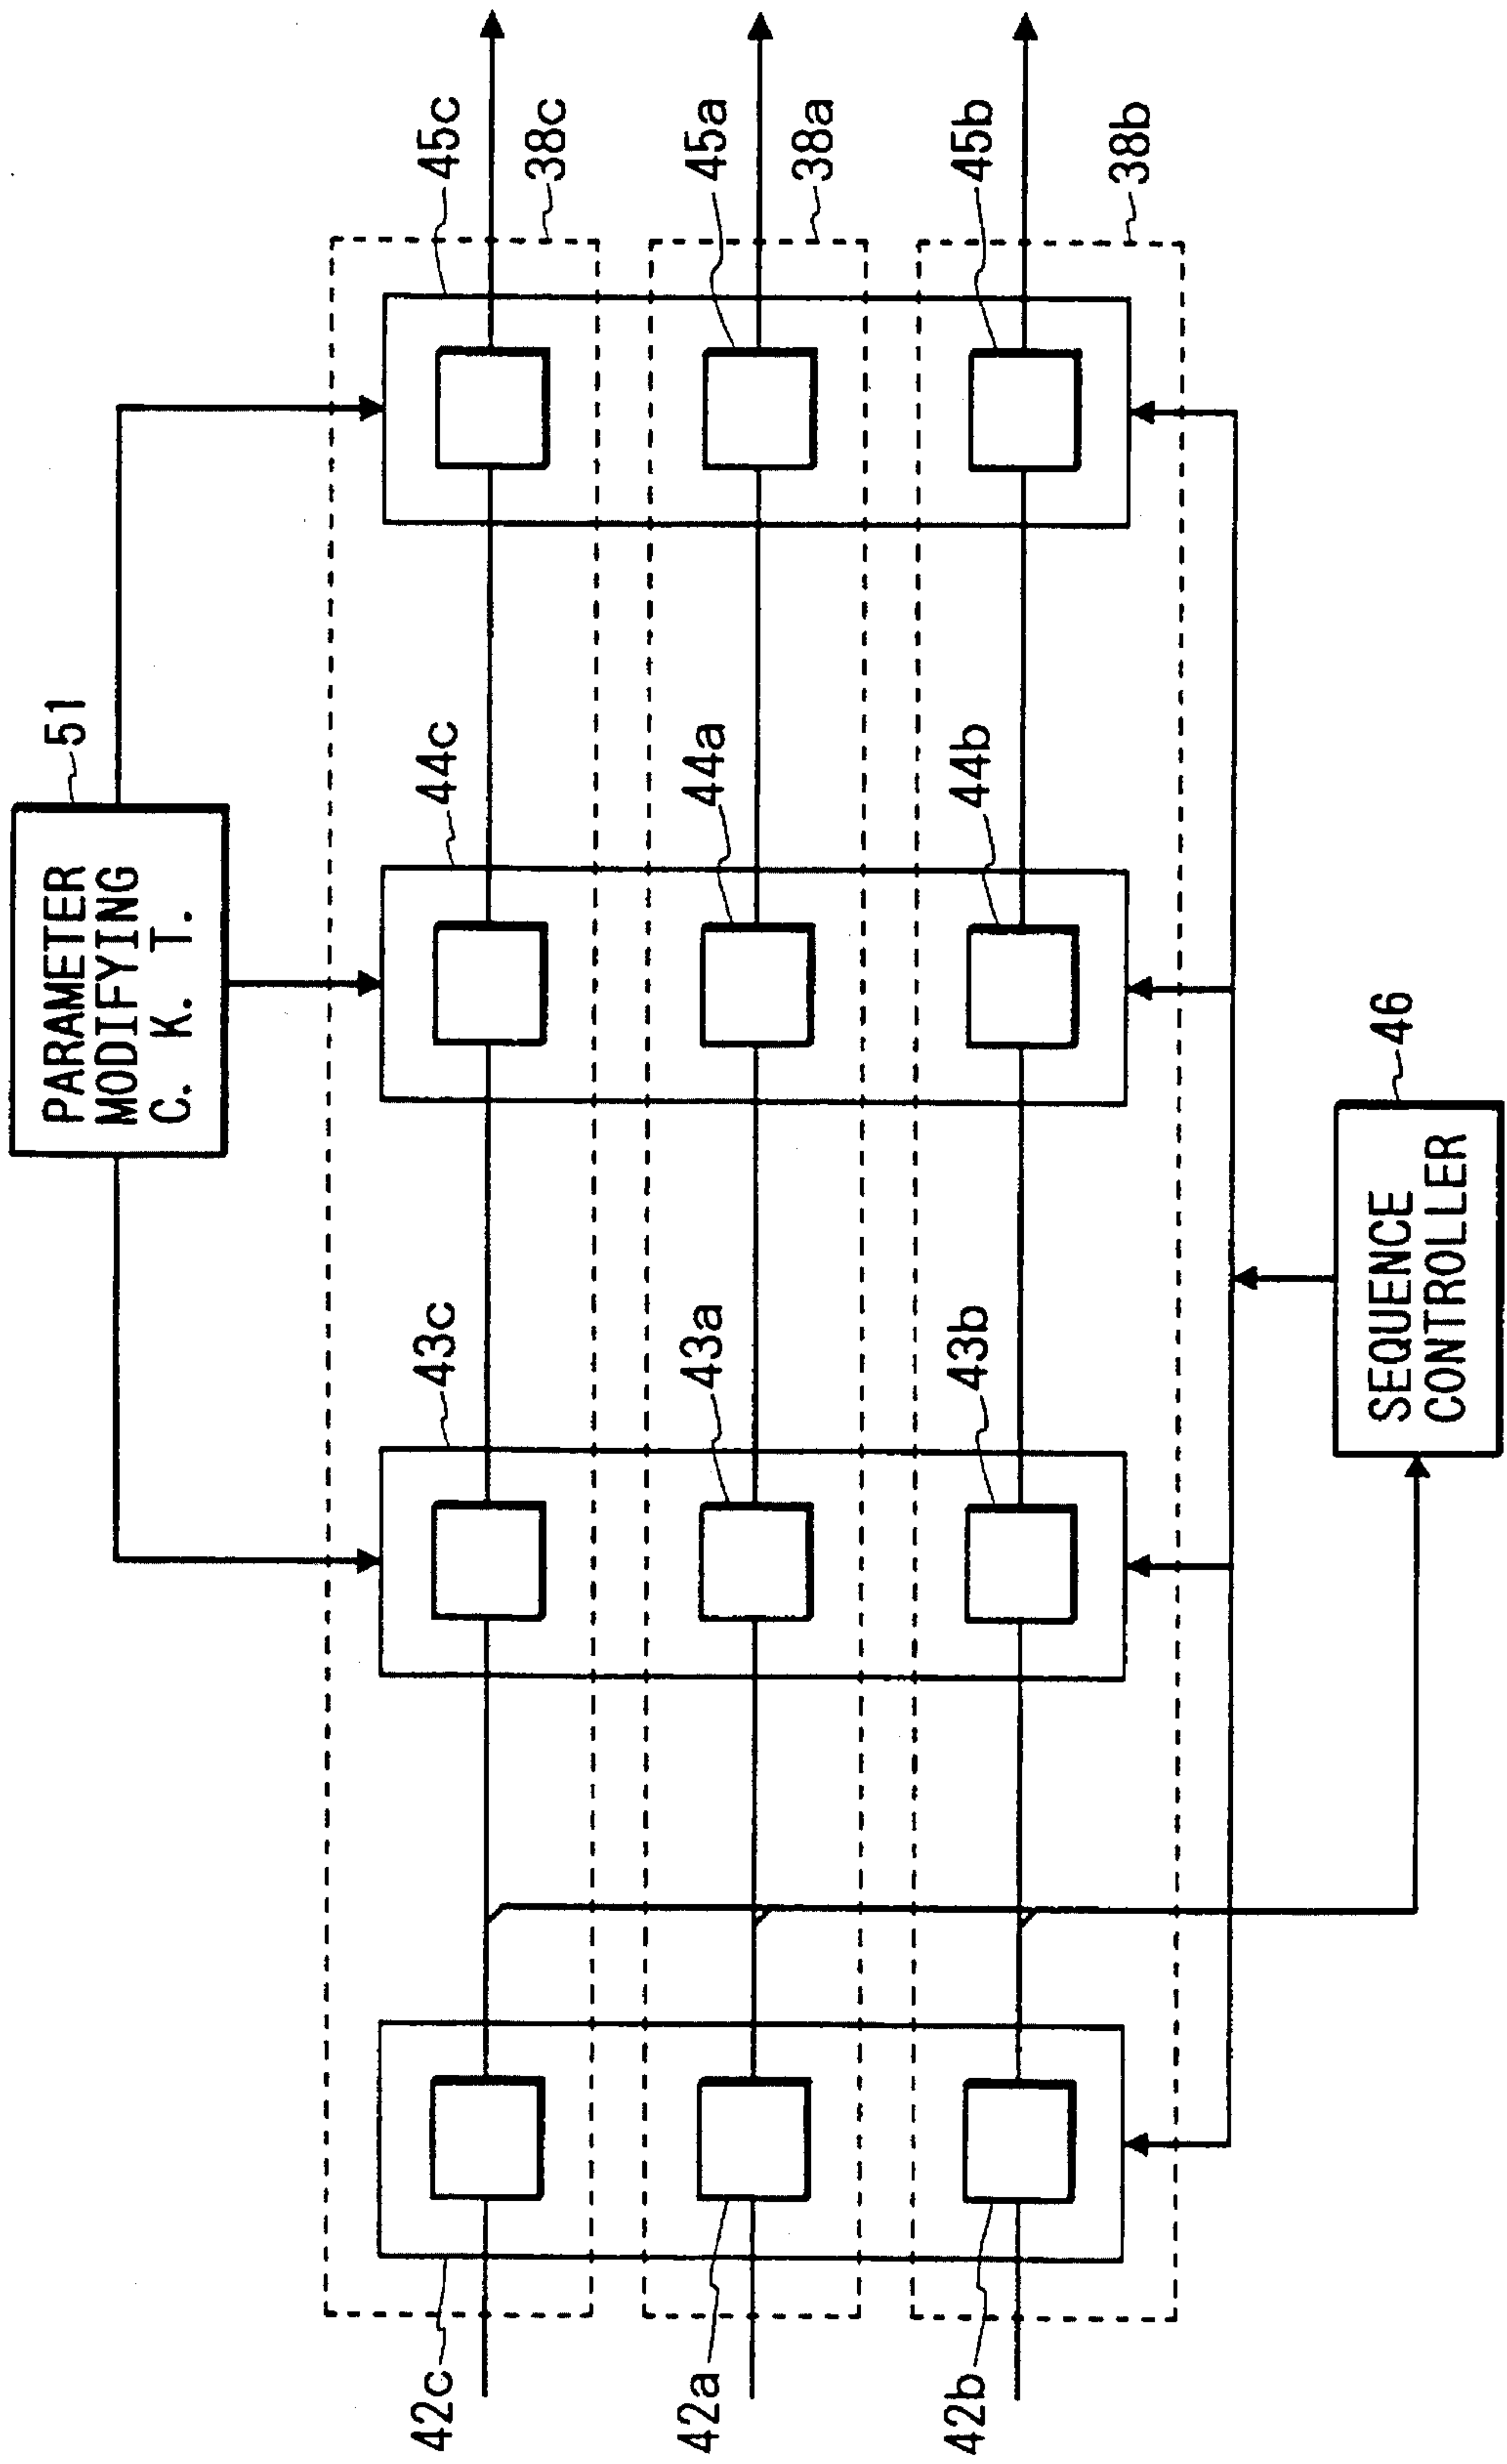 PARAMETER
MODIFYING
C. K. T.
51
42c
43c
44c
45c
38c
42a
43a
44a
45a
38a
42b
43b
44b
45b
38b
SEQUENCE
CONTROLLER
46